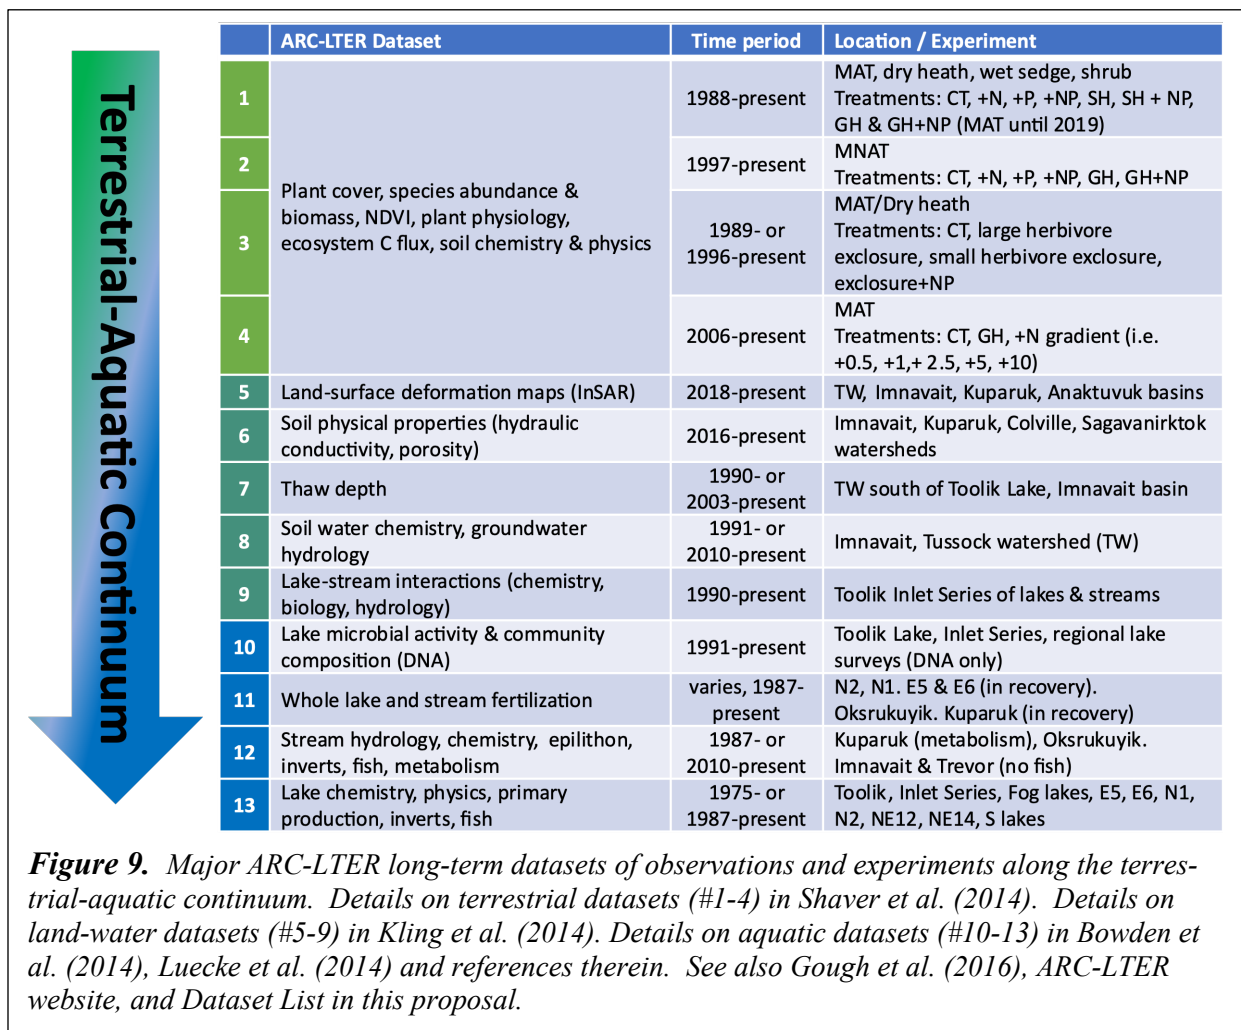 Terrestrial-Aquatic Continuum
ARC-LTER Dataset Time period Location / Experiment
1
1988-present
MAT, dry heath, wet sedge, shrub
Treatments: CT, +N, +P, +NP, SH, SH + NP,
GH & GH+NP (MAT until 2019)
2
1997-present
MNAT
Treatments: CT, +N, +P, +NP, GH, GH+NP
Plant cover, species abundance &
biomass, NDVI, plant physiology,
ecosystem C flux, soil chemistry & physics
3
1989- or
1996-present
MAT/Dry heath
Treatments: CT, large herbivore
exclosure, small herbivore exclosure,
exclosure+NP
4
2006-present
MAT
Treatments: CT, GH, +N gradient (i.e.
+0.5, +1,+ 2.5, +5, +10)
5 Land-surface deformation maps (InSAR) 2018-present TW, Imnavait, Kuparuk, Anaktuvuk basins
6
Soil physical properties (hydraulic
conductivity, porosity)
2016-present
Imnavait, Kuparuk, Colville, Sagavanirktok
watersheds
7
Thaw depth
1990- or
2003-present
TW south of Toolik Lake, Imnavait basin
8
Soil water chemistry, groundwater
hydrology
1991- or
2010-present
Imnavait, Tussock watershed (TW)
9
Lake-stream interactions (chemistry,
biology, hydrology)
1990-present
Toolik Inlet Series of lakes & streams
10
Lake microbial activity & community
composition (DNA)
1991-present
Toolik Lake, Inlet Series, regional lake
surveys (DNA only)
11
Whole lake and stream fertilization
varies, 1987-
present
N2, N1. E5 & E6 (in recovery).
Oksrukuyik. Kuparuk (in recovery)
12
Stream hydrology, chemistry, epilithon,
inverts, fish, metabolism
1987- or
2010-present
Kuparuk (metabolism), Oksrukuyik.
Imnavait & Trevor (no fish)
13
Lake chemistry, physics, primary
production, inverts, fish
1975- or
1987-present
Toolik, Inlet Series, Fog lakes, E5, E6, N1,
N2, NE12, NE14, S lakes
Figure 9. Major ARC-LTER long-term datasets of observations and experiments along the terres-
trial-aquatic continuum. Details on terrestrial datasets (#1-4) in Shaver et al. (2014). Details on
land-water datasets (#5-9) in Kling et al. (2014). Details on aquatic datasets (#10-13) in Bowden et
al. (2014), Luecke et al. (2014) and references therein. See also Gough et al. (2016), ARC-LTER
website, and Dataset List in this proposal.